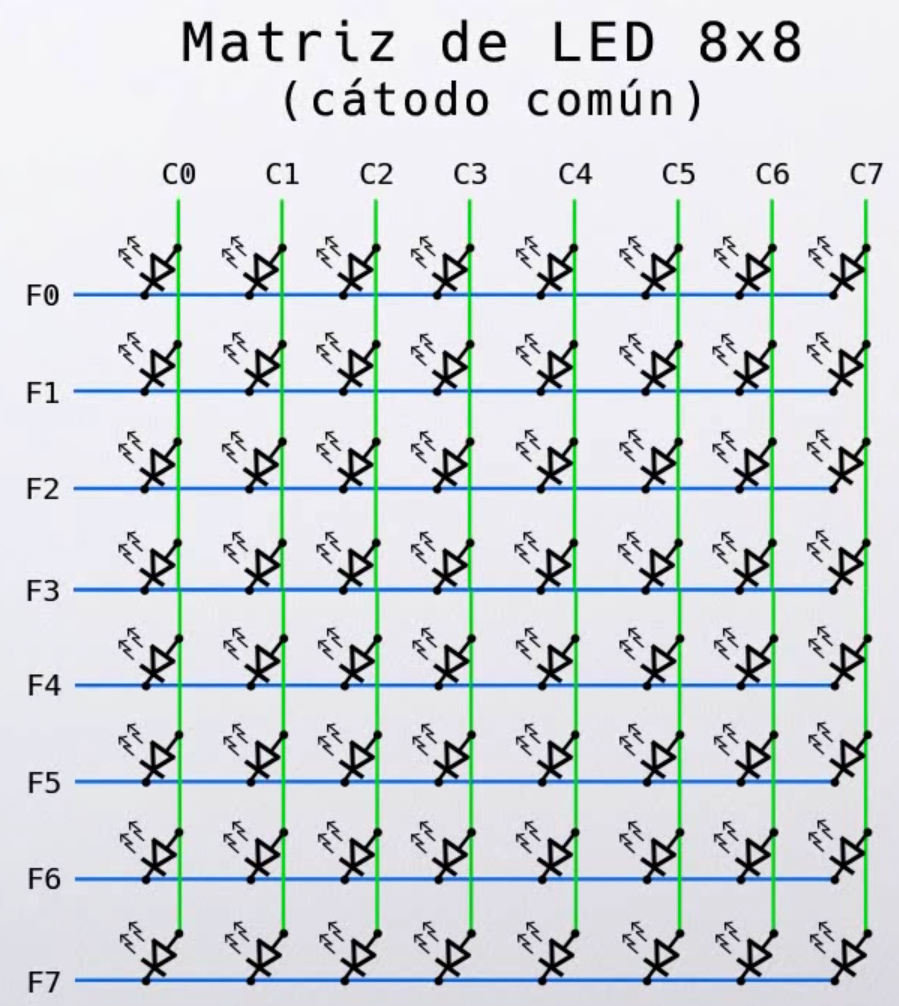 Matriz de LED 8x8
(cátodo común)
C0 C1 C2 C3 C4 C5 C6 C7
F0
F1
F2
F3
F4
F5
F6
F7